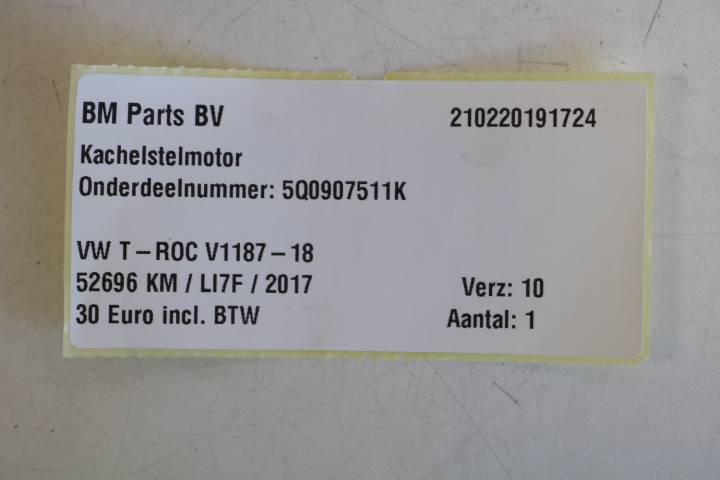 BM Parts BV 210220191724
Kachelstelmotor
Onderdeelnummer: 5Q0907511K
VW T-ROC V1187-18
52696 KM / LI7F / 2017 Verz: 10
30 Euro incl. BTW Aantal: 1